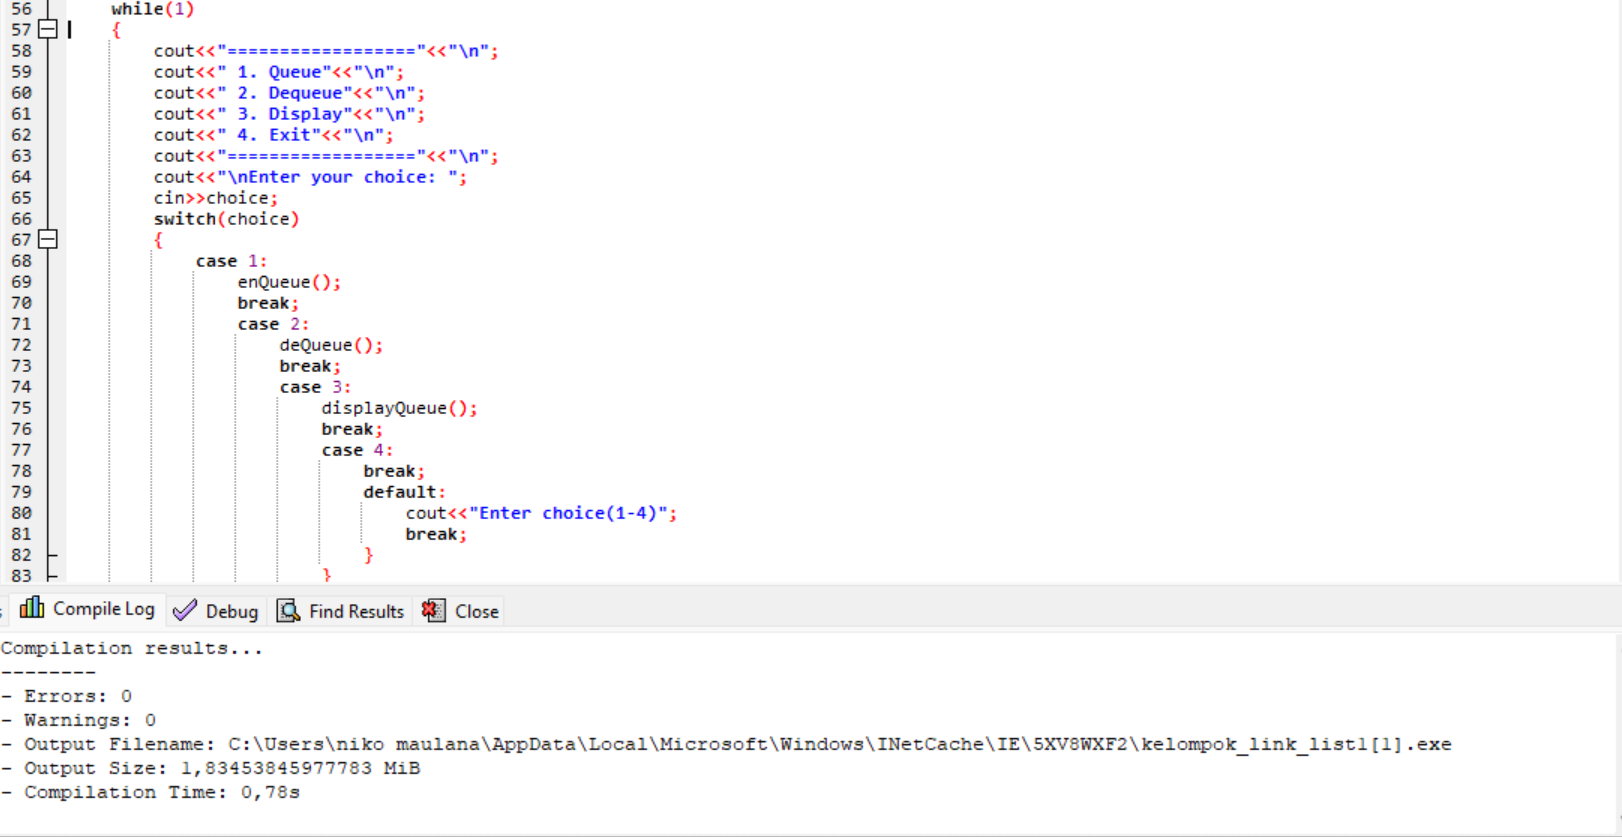 56 while(1)
57 {
58 cout<<"=================="<<"\n";
59 cout<<" 1. Queue"<<"\n";
60 cout<<" 2. Dequeue"<<"\n";
61 cout<<" 3. Display"<<"\n";
62 cout<<" 4. Exit"<<"\n";
63 cout<<"=================="<<"\n";
64 cout<<"\nEnter your choice: ";
65 cin>>choice;
66 switch(choice)
67 {
68 case 1:
69 enQueue();
70 break;
71 case 2:
72 deQueue();
73 break;
74 case 3:
75 displayQueue();
76 break;
77 case 4:
78 break;
79 default:
80 cout<<"Enter choice(1-4)";
81 break;
82 }
83 }
Compile Log Debug Find Results Close
Compilation results...
--------
- Errors: 0
- Warnings: 0
- Output Filename: C:\Users\niko maulana\AppData\Local\Microsoft\Windows\INetCache\IE\5XV8WXF2\kelompok_link_list1[1].exe
- Output Size: 1,83453845977783 MiB
- Compilation Time: 0,78s